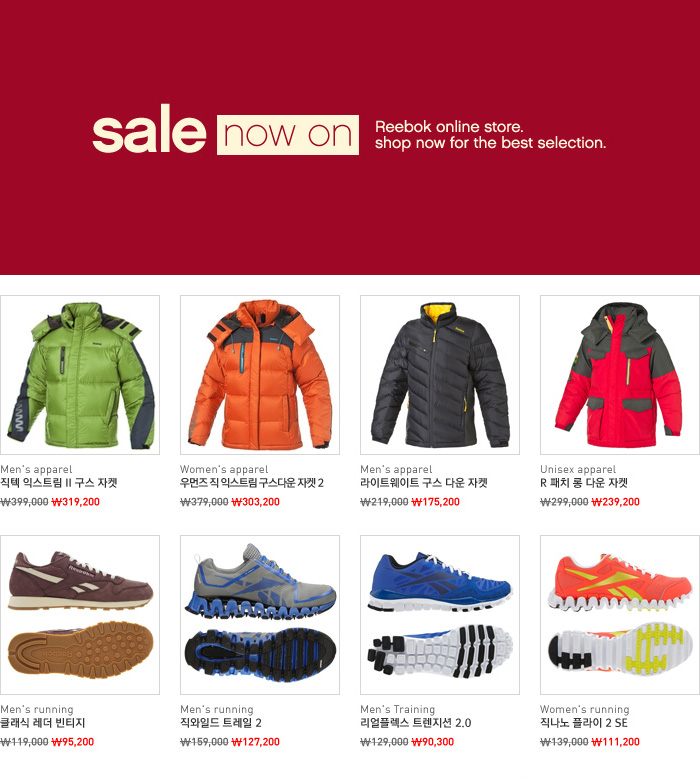 sale now on
Reebok online store.
shop now for the best selection.
Men's apparel
직텍 익스트림 II 구스 자켓
₩399,000 ₩319,200
Women's apparel
우먼즈 직 익스트림 구스다운 자켓 2
₩379,000 ₩303,200
Men's apparel
라이트웨이트 구스 다운 자켓
₩219,000 ₩175,200
Unisex apparel
R 패치 롱 다운 자켓
₩299,000 ₩239,200
Men's running
클래식 레더 빈티지
₩119,000 ₩95,200
Men's running
직와일드 트레일 2
₩159,000 ₩127,200
Men's Training
리얼플렉스 트렌지션 2.0
₩129,000 ₩90,300
Women's running
직나노 플라이 2 SE
₩139,000 ₩111,200